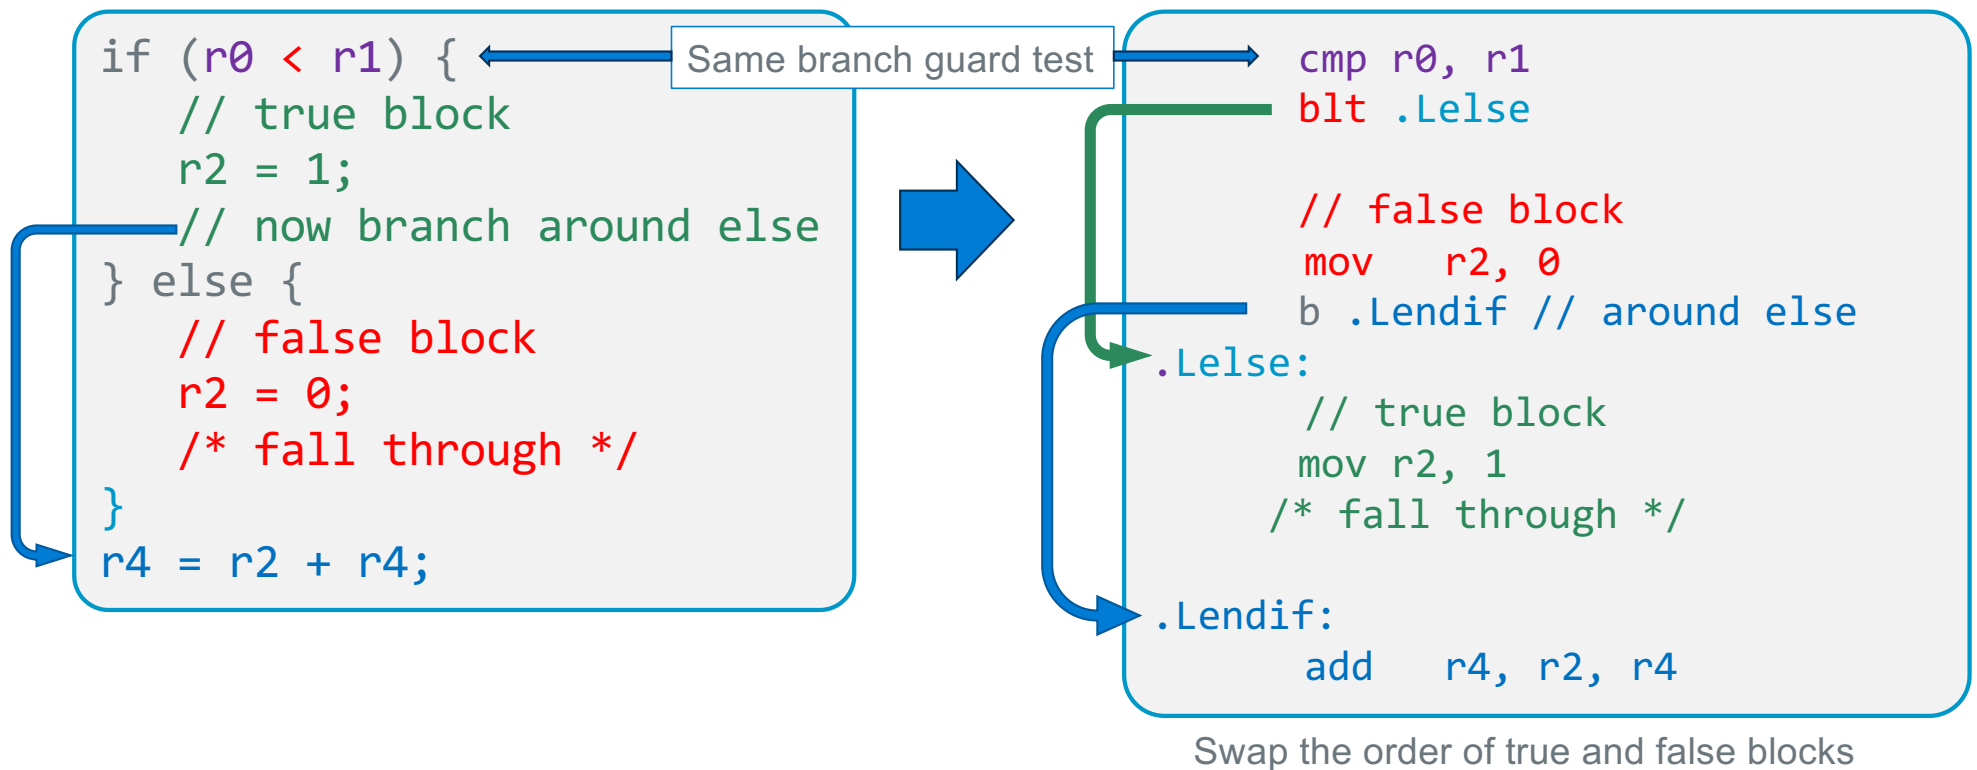 if (r0 < r1) {
// true block
r2 = 1;
// now branch around else
} else {
// false block
r2 = 0;
/* fall through */
}
r4 = r2 + r4;
Same branch guard test
cmp r0, r1
blt .Lelse
// false block
mov r2, 0
b .Lendif // around else
.Lelse:
// true block
mov r2, 1
/* fall through */
.Lendif:
add r4, r2, r4
Swap the order of true and false blocks